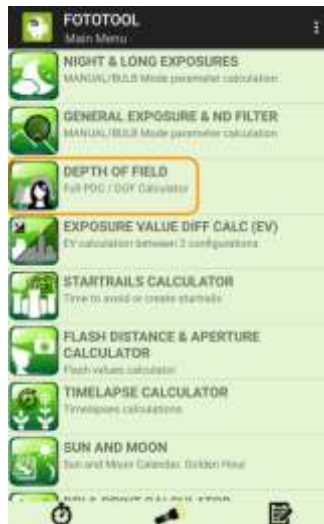 FOTOTOOL
Main Menu
NIGHT & LONG EXPOSURES
MANUAL/BULB Mode parameter calculation
GENERAL EXPOSURE & ND FILTER
MANUAL/BULB Mode parameter calculation
DEPTH OF FIELD
Full PDC / DOF Calculator
EXPOSURE VALUE DIFF CALC (EV)
EV calculation between 2 configurations
STARTRAILS CALCULATOR
Time to avoid or create startrails
FLASH DISTANCE & APERTURE
CALCULATOR
Flash values calculator
TIMELAPSE CALCULATOR
Timelapses calculations
SUN AND MOON
Sun and Moon Calendar, Golden Hour
CALCULATOR